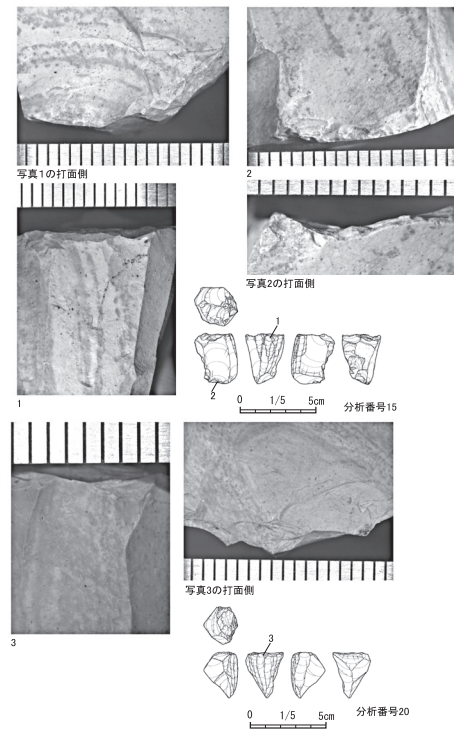 写真1の打面側
2
写真2の打面側
1
1
2
0 1/5 5cm
分析番号15
3
写真3の打面側
3
0 1/5 5cm
分析番号20